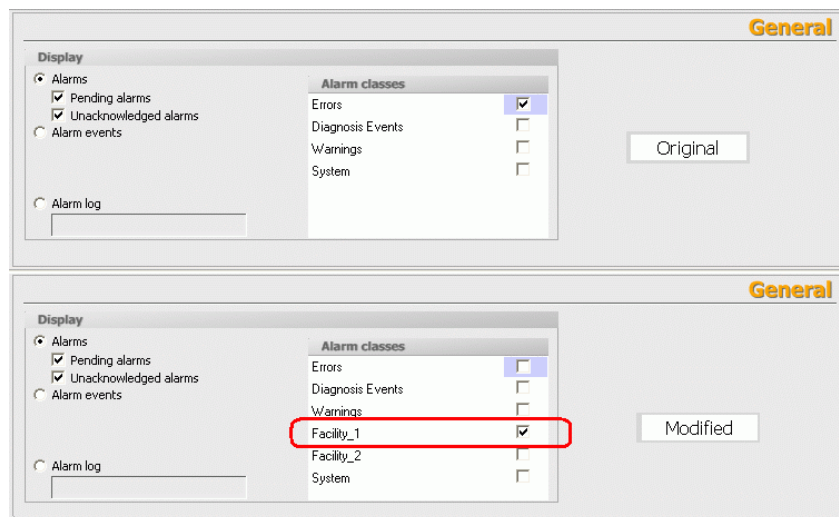 General
Display
Alarms
Pending alarms
Unacknowledged alarms
Alarm events
Alarm log
Alarm classes
Errors
Diagnosis Events
Warnings
System
Original
General
Display
Alarms
Pending alarms
Unacknowledged alarms
Alarm events
Alarm log
Alarm classes
Errors
Diagnosis Events
Warnings
Facility_1
Facility_2
System
Modified